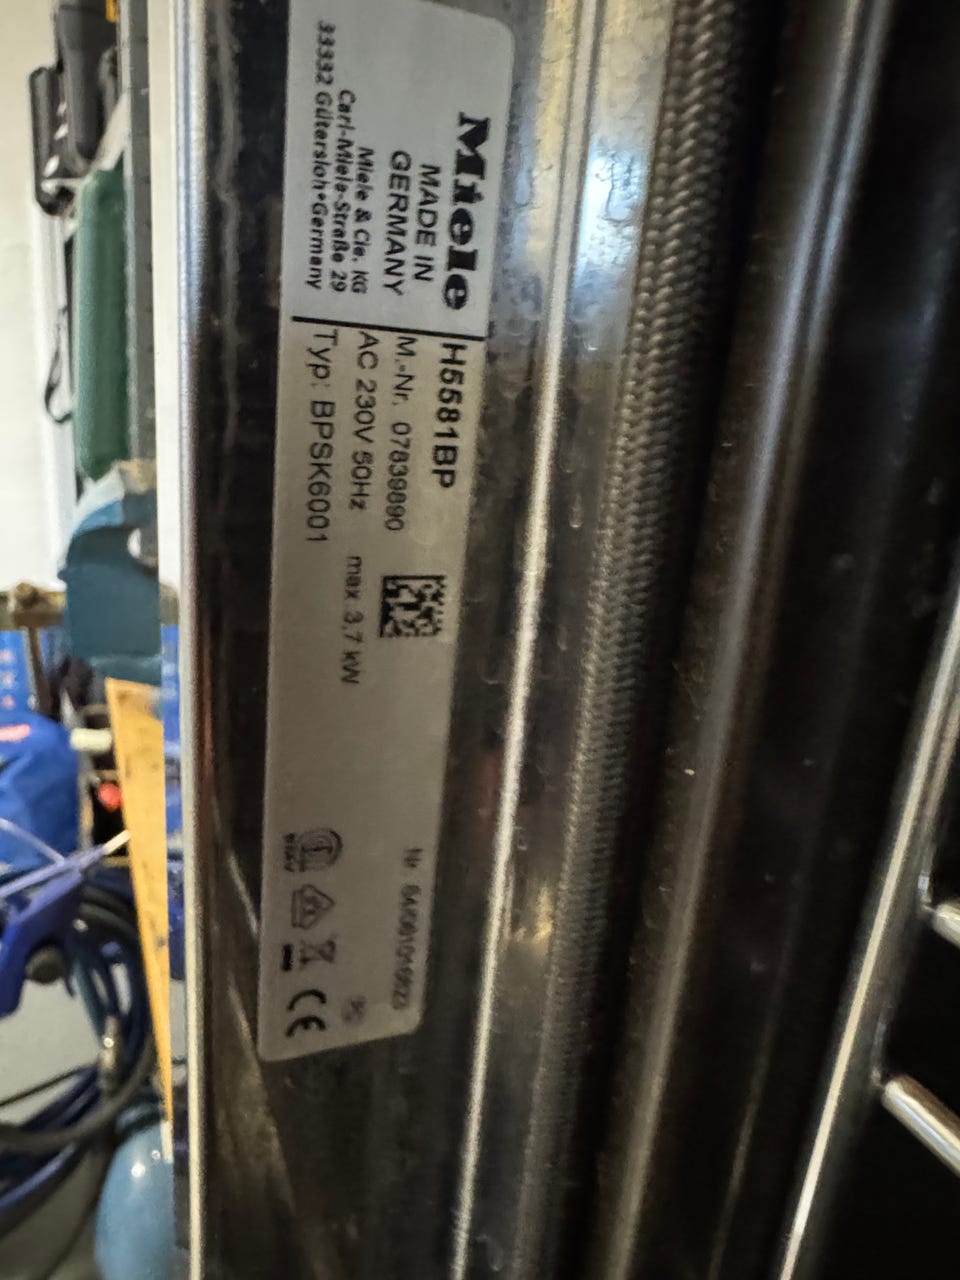 Miele
MADE IN
GERMANY
Miele & Cie. KG
Carl-Miele-Straße 29
33332 Gütersloh•Germany
H5581BP
M.-Nr. 07839890
AC 230V 50Hz max. 3,7 kW
Typ: BPSK6001
Nr.
CE